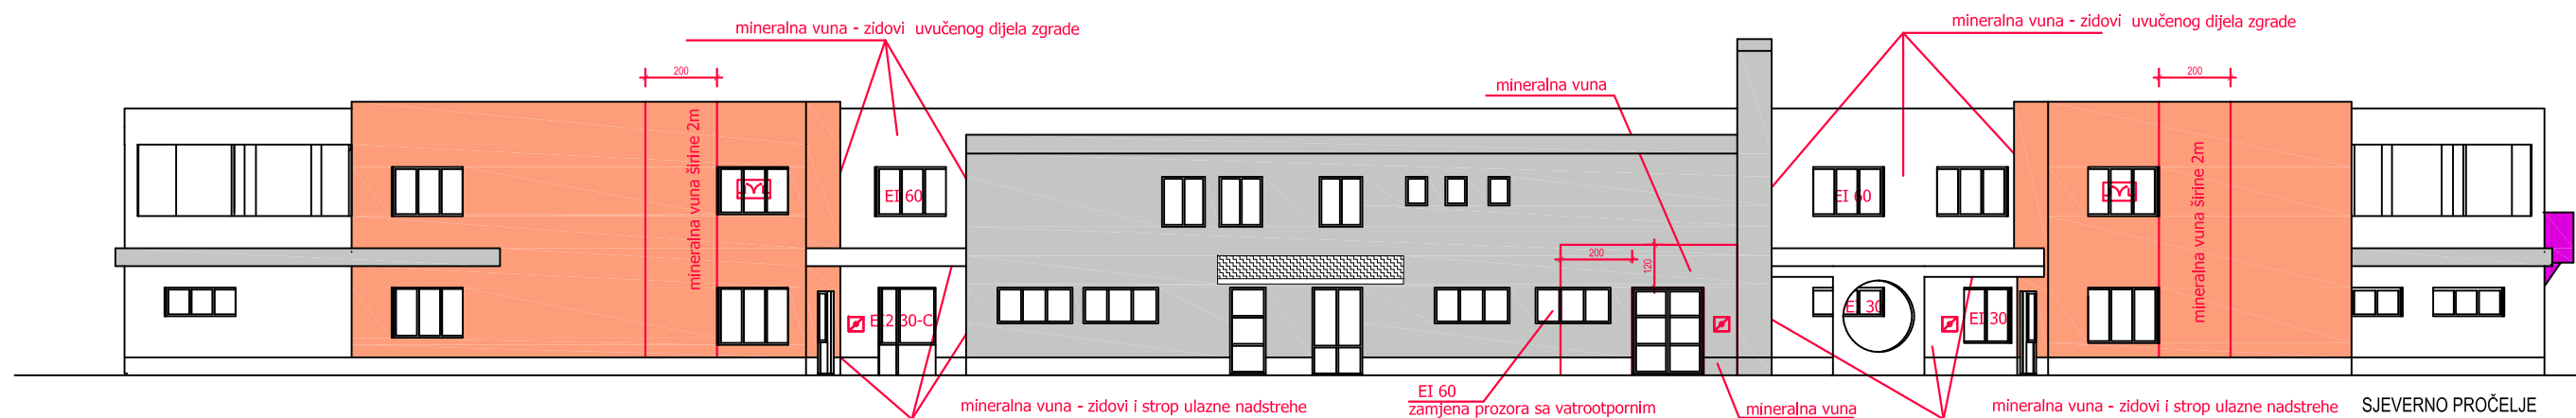 mineralna vuna - zidovi uvučenog dijela zgrade
mineralna vuna - zidovi uvučenog dijela zgrade
200
mineralna vuna
200
mineralna vuna širine 2m
mineralna vuna širine 2m
EI 60
EI 60
200
120
EI2 30-C
EI 30
EI 30
EI 60
zamjena prozora sa vatrootpornim
mineralna vuna - zidovi i strop ulazne nadstrehe
mineralna vuna
mineralna vuna - zidovi i strop ulazne nadstrehe
SJEVERNO PROČELJE